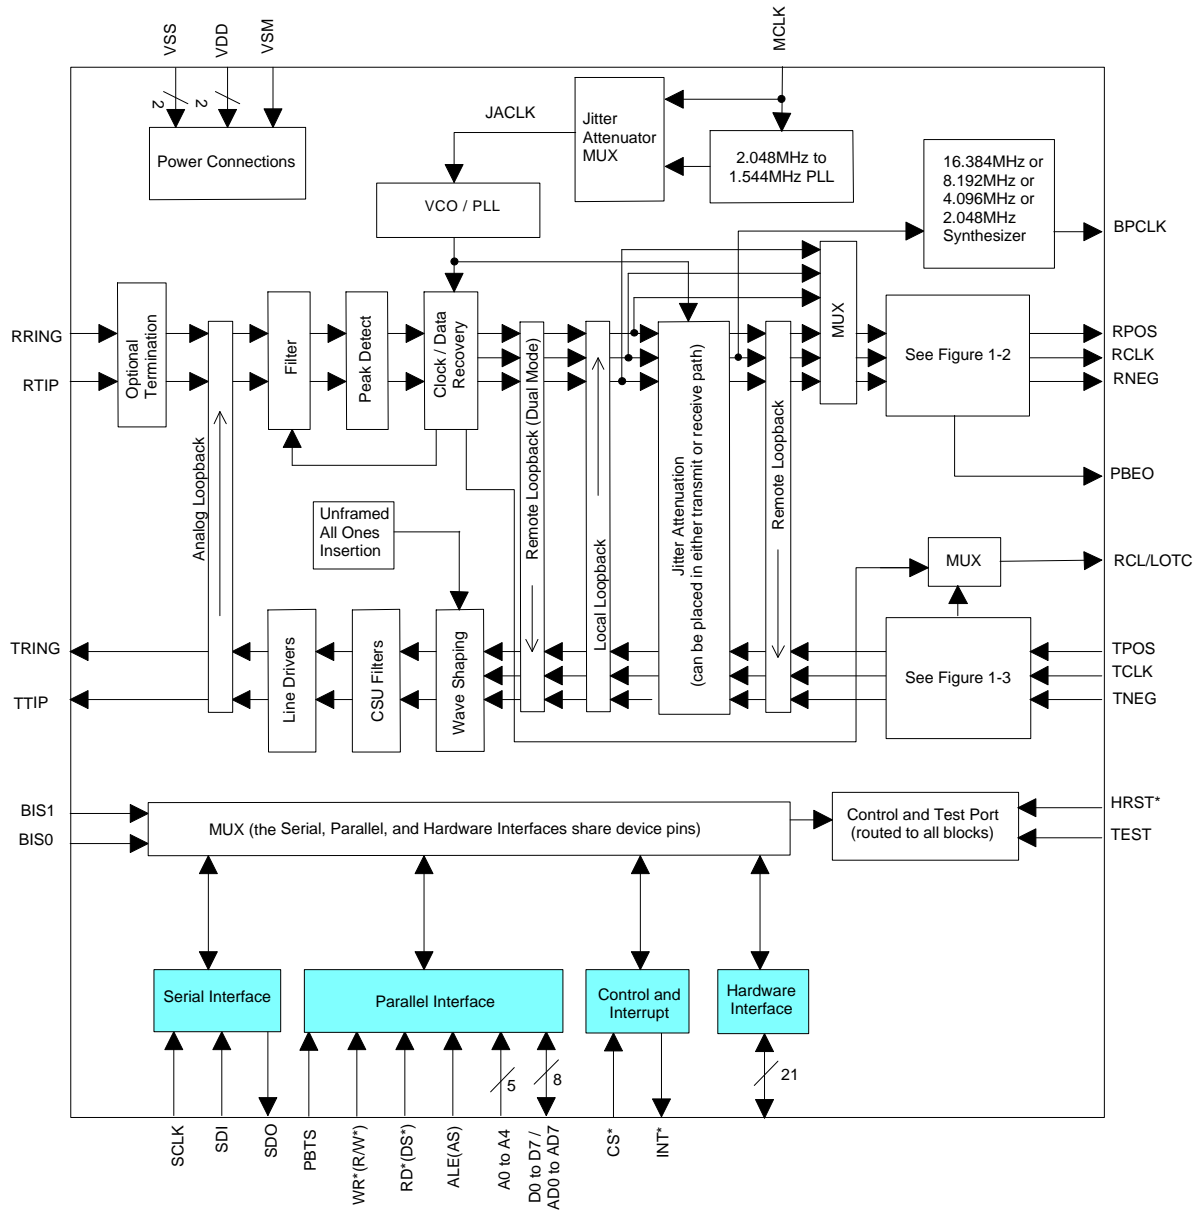 VSS
VDD
VSM
MCLK
2
2
Power Connections
JACLK
Jitter
Attenuator
MUX
2.048MHz to
1.544MHz PLL
16.384MHz or
8.192MHz or
4.096MHz or
2.048MHz
Synthesizer
BPCLK
VCO / PLL
RRING
RTIP
Optional
Termination
Analog Loopback
Filter
Peak Detect
Clock / Data
Recovery
Remote Loopback (Dual Mode)
Local Loopback
Jitter Attenuation
(can be placed in either transmit or receive path)
Remote Loopback
MUX
See Figure 1-2
RPOS
RCLK
RNEG
PBEO
Unframed
All Ones
Insertion
MUX
RCL/LOTC
TRING
TTIP
Line Drivers
CSU Filters
Wave Shaping
See Figure 1-3
TPOS
TCLK
TNEG
BIS1
BIS0
MUX (the Serial, Parallel, and Hardware Interfaces share device pins)
Control and Test Port
(routed to all blocks)
HRST*
TEST
Serial Interface
Parallel Interface
Control and
Interrupt
Hardware
Interface
5
8
21
SCLK
SDI
SDO
PBTS
WR*(R/W*)
RD*(DS*)
ALE(AS)
A0 to A4
D0 to D7 /
AD0 to AD7
CS*
INT*